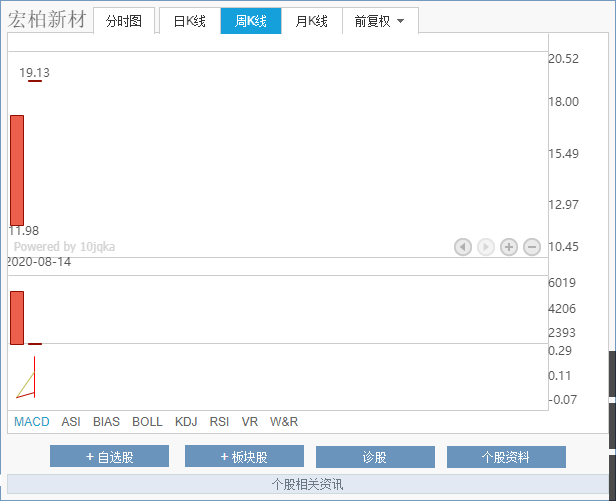 宏柏新材 分时图 日K线 周K线 月K线 前复权
20.52
19.13
18.00
15.49
12.97
11.98
Powered by 10jqka
10.45
2020-08-14
6019
4206
2393
0.29
0.11
-0.07
MACD ASI BIAS BOLL KDJ RSI VR W&R
+ 自选股 + 板块股 诊股 个股资料
个股相关资讯